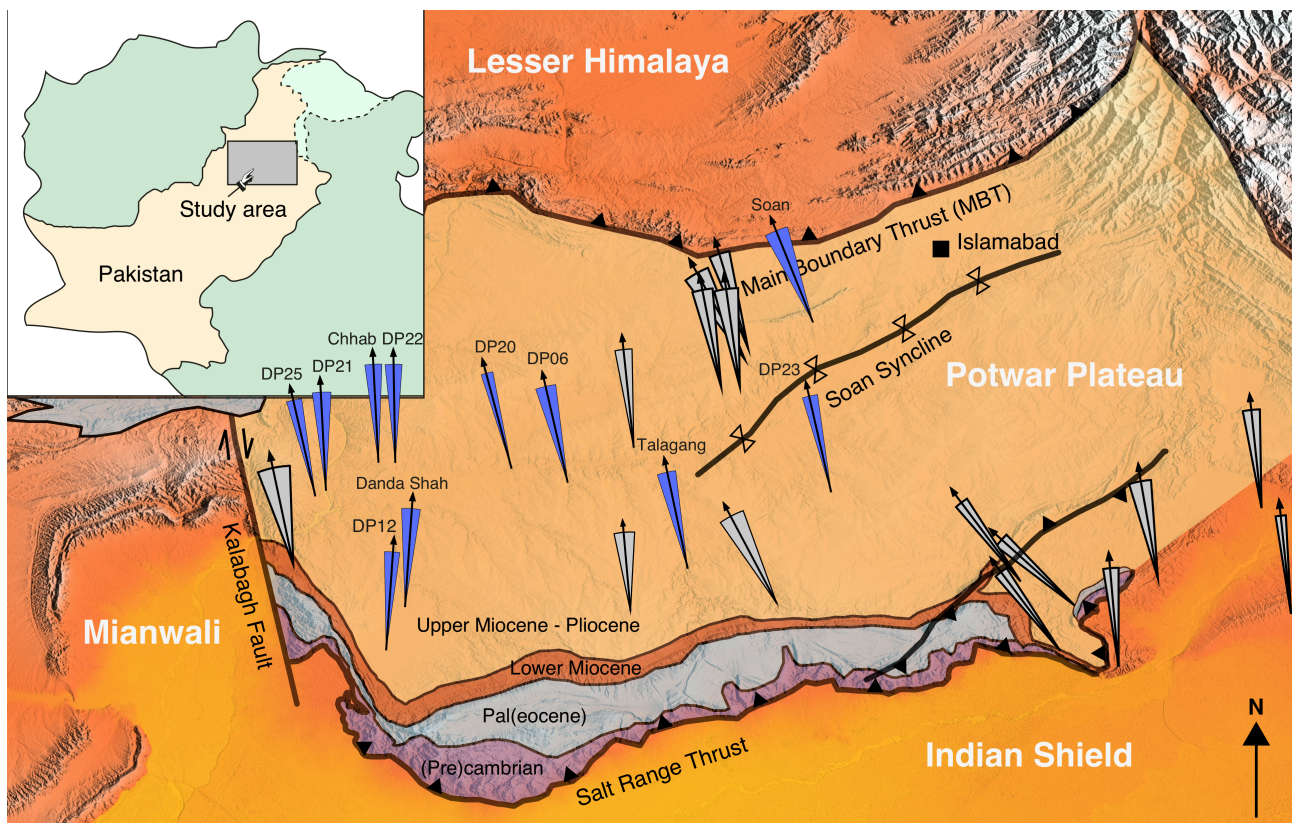 Lesser Himalaya
Study area
Pakistan
Soan
Main Boundary Thrust (MBT)
Islamabad
Chhab
DP22
DP20
DP06
DP25
DP21
DP23
Soan Syncline
Potwar Plateau
Talagang
Danda Shah
DP12
Kalabagh Fault
Mianwali
Upper Miocene - Pliocene
Lower Miocene
Pal(eocene)
(Pre)cambrian
Salt Range Thrust
Indian Shield
N